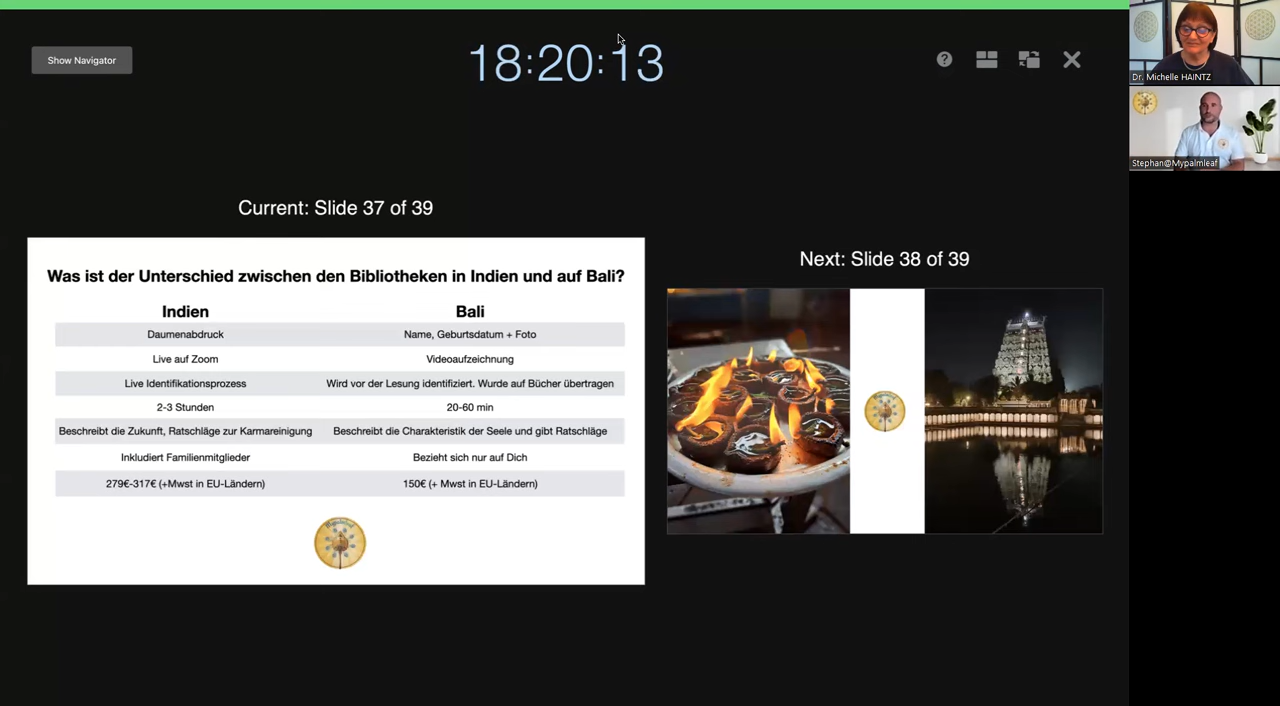 Show Navigator
18:20:13
Dr. Michelle HAINTZ
Stephan@Mypalmleaf
Current: Slide 37 of 39
Next: Slide 38 of 39
Was ist der Unterschied zwischen den Bibliotheken in Indien und auf Bali?
Indien Bali
Daumenabdruck Name, Geburtsdatum + Foto
Live auf Zoom Videoaufzeichnung
Live Identifikationsprozess Wird vor der Lesung identifiziert. Wurde auf Bücher übertragen
2-3 Stunden 20-60 min
Beschreibt die Zukunft, Ratschläge zur Karmareinigung Beschreibt die Charakteristik der Seele und gibt Ratschläge
Inkludiert Familienmitglieder Bezieht sich nur auf Dich
279€-317€ (+Mwst in EU-Ländern) 150€ (+ Mwst in EU-Ländern)